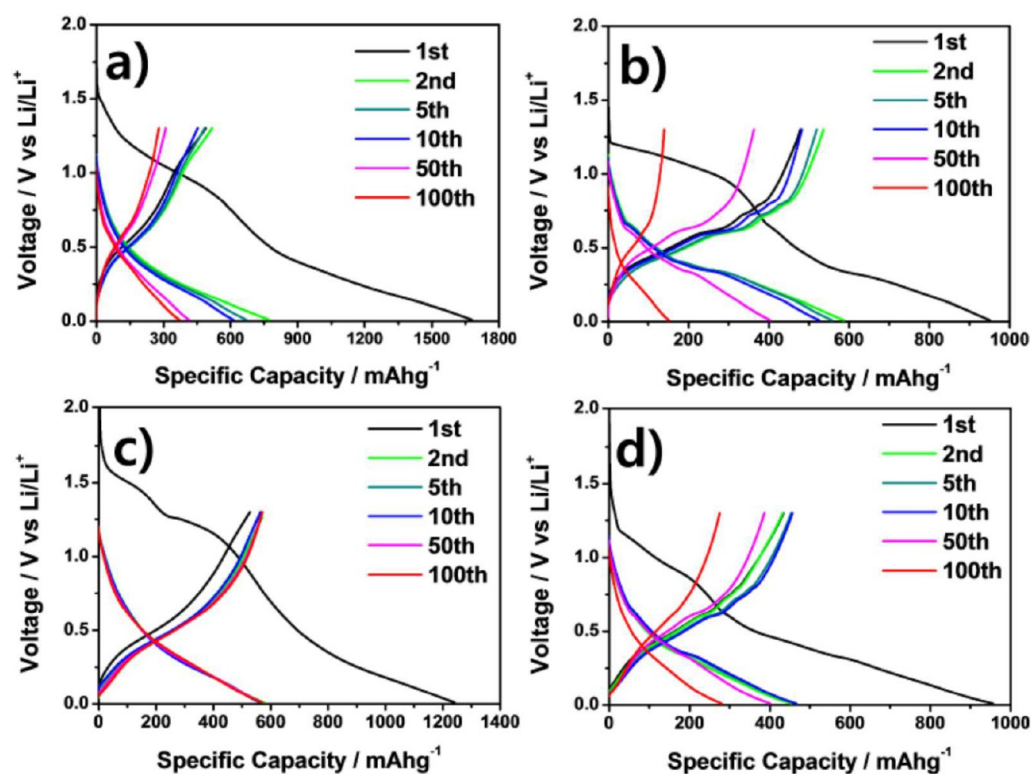 a)
1st
2nd
5th
10th
50th
100th
2.0
1.5
1.0
0.5
0.0
0 300 600 900 1200 1500 1800
Voltage / V vs Li/Li⁺
Specific Capacity / mAhg⁻¹
b)
1st
2nd
5th
10th
50th
100th
2.0
1.5
1.0
0.5
0.0
0 200 400 600 800 1000
Voltage / V vs Li/Li⁺
Specific Capacity / mAhg⁻¹
c)
1st
2nd
5th
10th
50th
100th
2.0
1.5
1.0
0.5
0.0
0 200 400 600 800 1000 1200 1400
Voltage / V vs Li/Li⁺
Specific Capacity / mAhg⁻¹
d)
1st
2nd
5th
10th
50th
100th
2.0
1.5
1.0
0.5
0.0
0 200 400 600 800 1000
Voltage / V vs Li/Li⁺
Specific Capacity / mAhg⁻¹